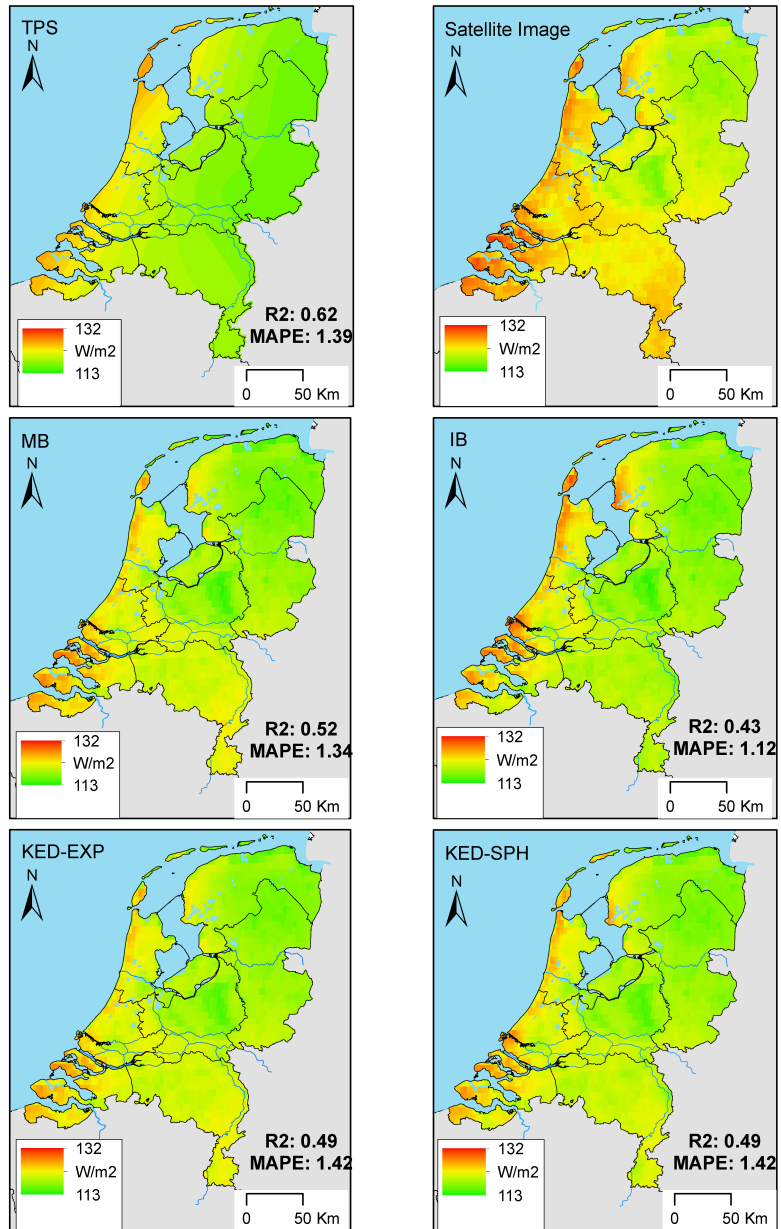 TPS
N
R2: 0.62
MAPE: 1.39
132
W/m2
113
0 50 Km
Satellite Image
N
132
W/m2
113
0 50 Km
MB
N
R2: 0.52
MAPE: 1.34
132
W/m2
113
0 50 Km
IB
N
R2: 0.43
MAPE: 1.12
132
W/m2
113
0 50 Km
KED-EXP
N
R2: 0.49
MAPE: 1.42
132
W/m2
113
0 50 Km
KED-SPH
N
R2: 0.49
MAPE: 1.42
132
W/m2
113
0 50 Km